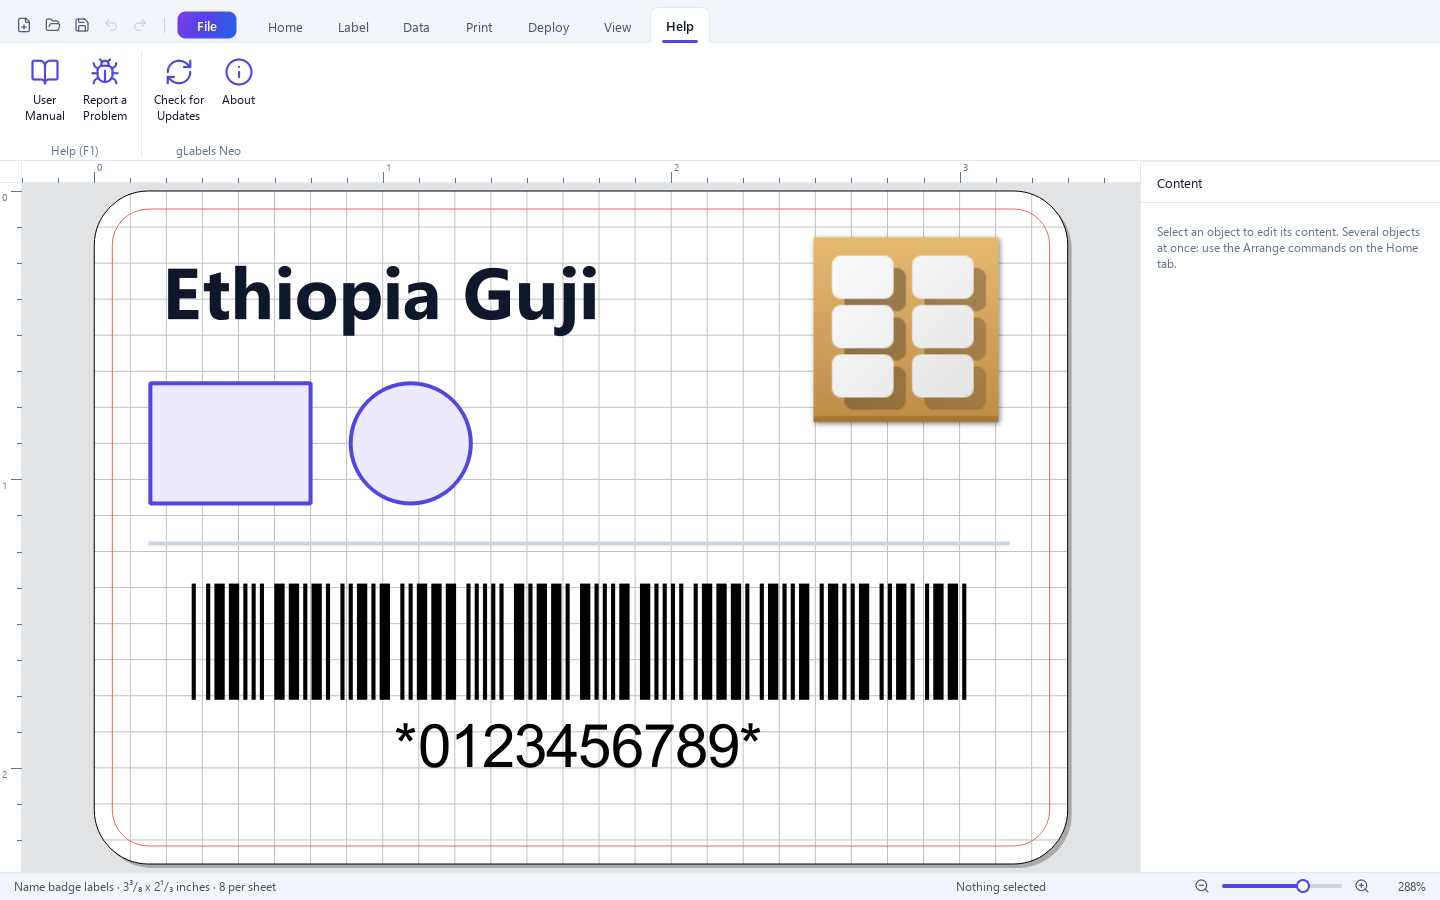 File
Home
Label
Data
Print
Deploy
View
Help
User
Manual
Report a
Problem
Check for
Updates
About
Help (F1)
gLabels Neo
0
1
2
3
0
1
2
Ethiopia Guji
*0123456789*
Content
Select an object to edit its content. Several objects
at once: use the Arrange commands on the Home
tab.
Name badge labels · 3³/₈ x 2¹/₃ inches · 8 per sheet
Nothing selected
288%